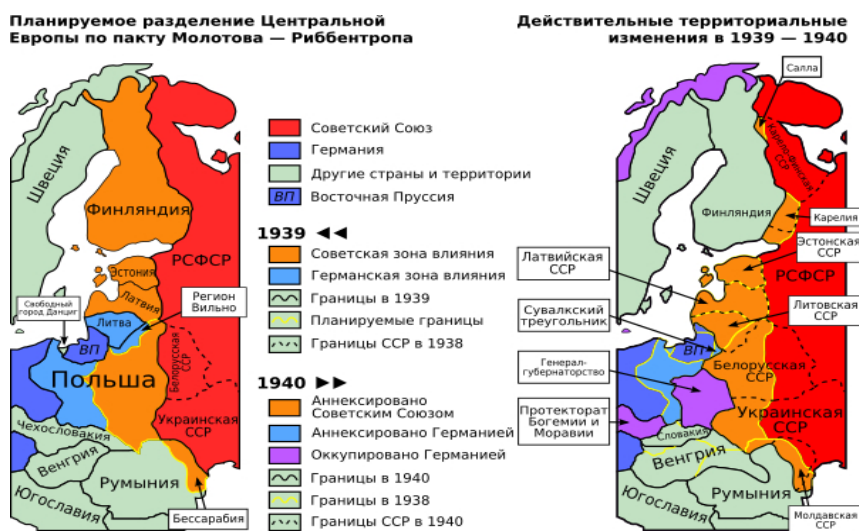 Планируемое разделение Центральной
Европы по пакту Молотова — Риббентропа
Действительные территориальные
изменения в 1939 — 1940
Швеция
Финляндия
РСФСР
Эстония
Латвия
Свободный
город Данциг
Литва
Регион
Вильно
ВП
Белорусская
ССР
Польша
Украинская
ССР
Чехословакия
Венгрия
Румыния
Югославия
Бессарабия
Советский Союз
Германия
Другие страны и территории
ВП Восточная Пруссия
1939 ◄◄
Советская зона влияния
Германская зона влияния
Границы в 1939
Планируемые границы
Границы ССР в 1938
1940 ►►
Аннексировано
Советским Союзом
Аннексировано Германией
Оккупировано Германией
Границы в 1940
Границы в 1938
Границы ССР в 1940
Салла
Карело-Финская
ССР
Швеция
Финляндия
Карелия
Эстонская
ССР
Латвийская
ССР
РСФСР
Литовская
ССР
Сувалкский
треугольник
ВП
Генерал-
губернаторство
Белорусская
ССР
Протекторат
Богемии и
Моравии
Украинская
ССР
Словакия
Венгрия
Румыния
Югославия
Молдавская
ССР